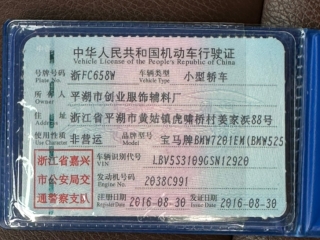 中华人民共和国机动车行驶证
Vehicle License of the People's Republic of China
号牌号码 浙FC658W 车辆类型 小型轿车
Plate No. Vehicle Type
所有人 平湖市创业服饰辅料厂
Owner
住址 浙江省平湖市黄姑镇虎啸桥村姜家浜88号
Address
使用性质 非营运 品牌型号 宝马牌BMW7201EM(BMW525
Use Character Model
浙江省嘉兴 车辆识别代号 LBV5S3109GSN12920
VIN
市公安局交 发动机号码 2038C991
Engine No.
通警察支队 注册日期 2016-08-30 发证日期 2016-08-30
Register Date Issue Date